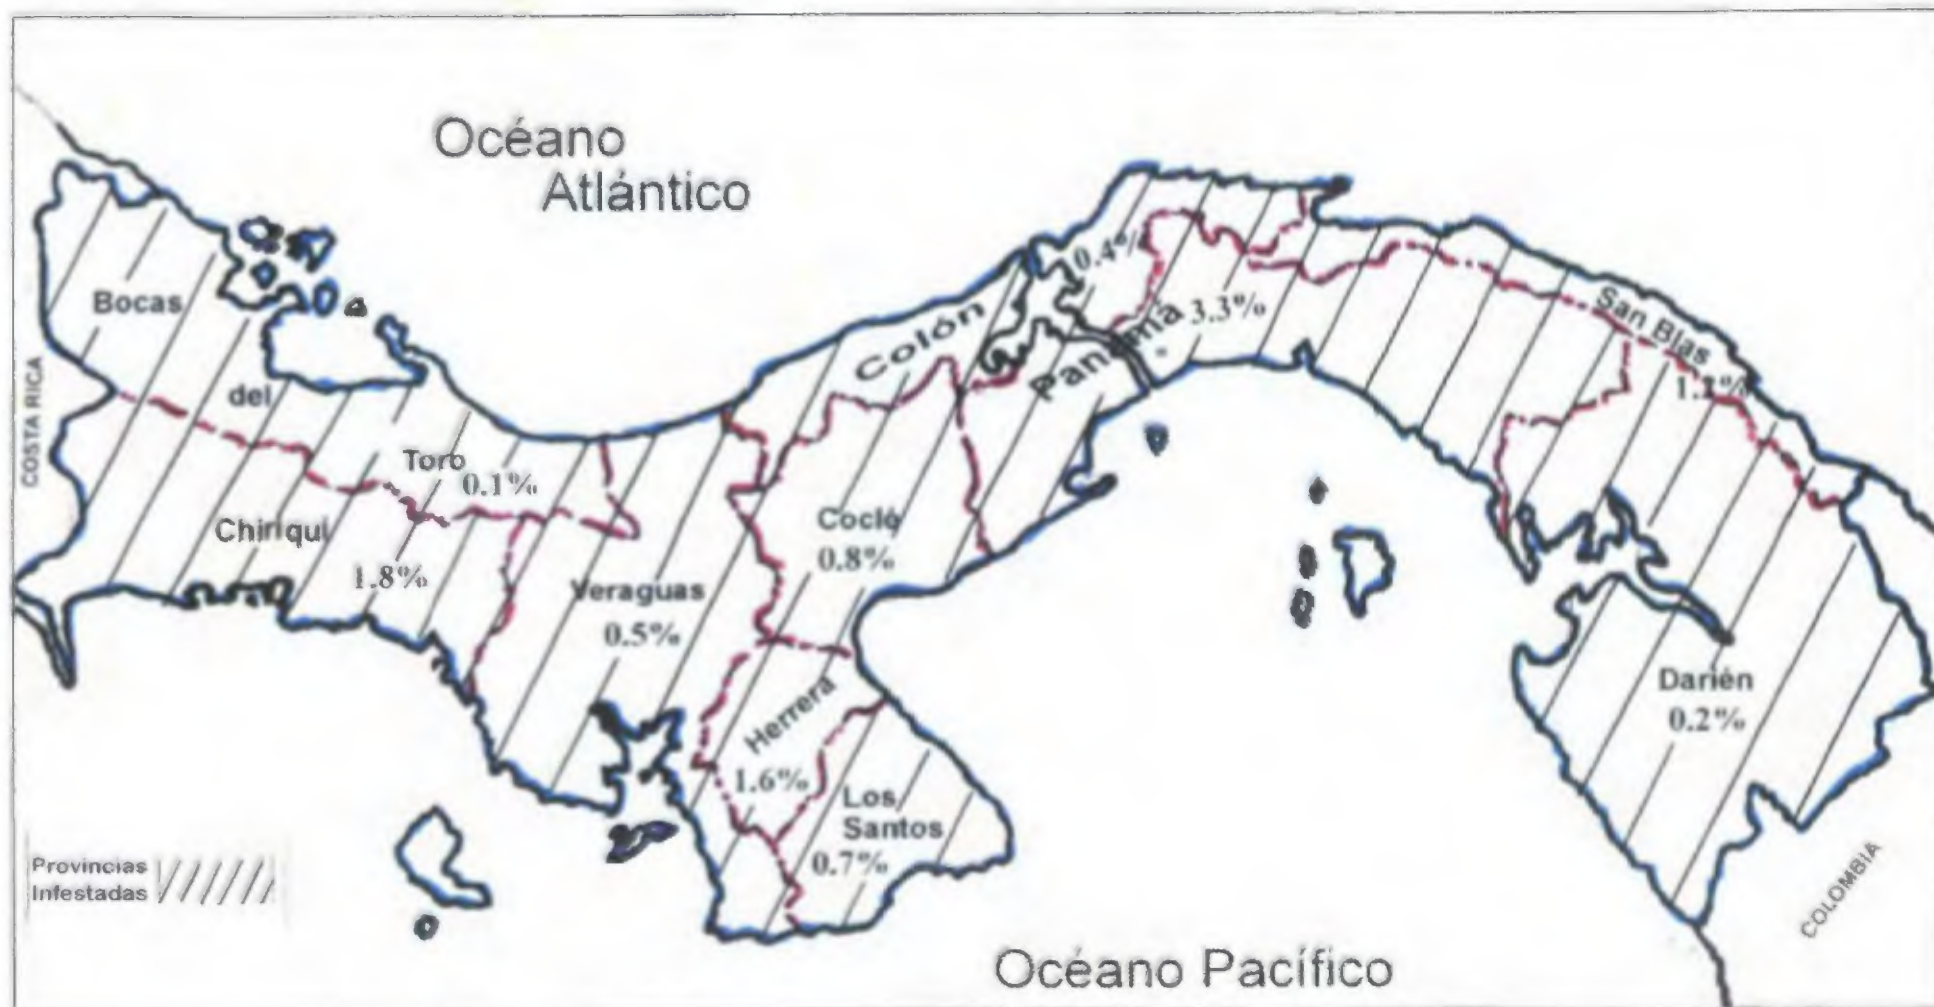 Océano
Atlántico
Bocas
del
Toro
0.1%
COSTA RICA
Chiriqui
1.8%
Veraguas
0.5%
Colón
0.4%
Panamá
3.3%
San Blas
Coclé
0.8%
Herrera
1.6%
Los
Santos
0.7%
Darién
0.2%
COLOMBIA
Provincias
Infestadas
Océano Pacífico